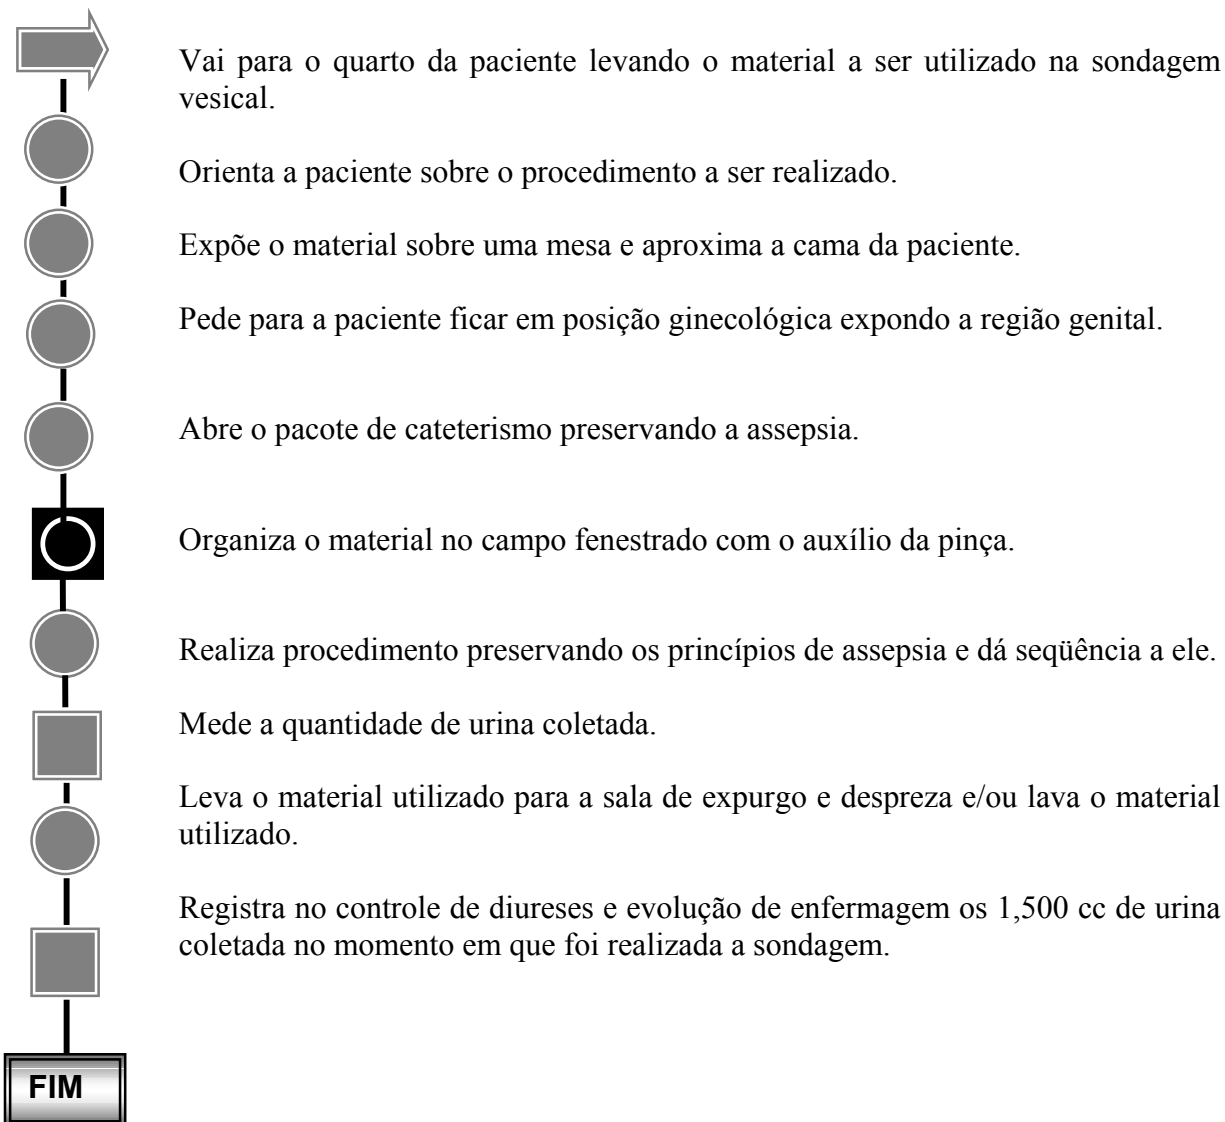 Vai para o quarto da paciente levando o material a ser utilizado na sondagem
vesical.
Orienta a paciente sobre o procedimento a ser realizado.
Expõe o material sobre uma mesa e aproxima a cama da paciente.
Pede para a paciente ficar em posição ginecológica expondo a região genital.
Abre o pacote de cateterismo preservando a assepsia.
Organiza o material no campo fenestrado com o auxílio da pinça.
Realiza procedimento preservando os princípios de assepsia e dá seqüência a ele.
Mede a quantidade de urina coletada.
Leva o material utilizado para a sala de expurgo e despreza e/ou lava o material
utilizado.
Registra no controle de diureses e evolução de enfermagem os 1,500 cc de urina
coletada no momento em que foi realizada a sondagem.
FIM